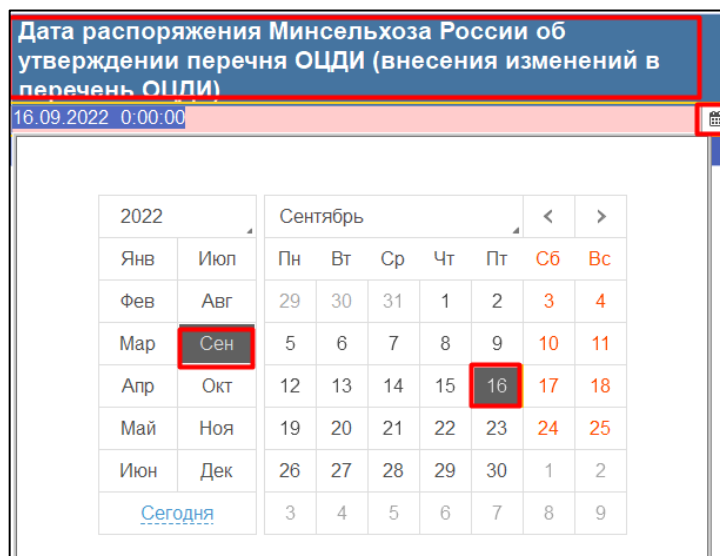 Дата распоряжения Минсельхоза России об
утверждении перечня ОЦДИ (внесения изменений в
перечень ОЦДИ)
16.09.2022 0:00:00
2022 Сентябрь < >
Янв Июл Пн Вт Ср Чт Пт Сб Вс
Фев Авг 29 30 31 1 2 3 4
Мар Сен 5 6 7 8 9 10 11
Апр Окт 12 13 14 15 16 17 18
Май Ноя 19 20 21 22 23 24 25
Июн Дек 26 27 28 29 30 1 2
Сегодня 3 4 5 6 7 8 9